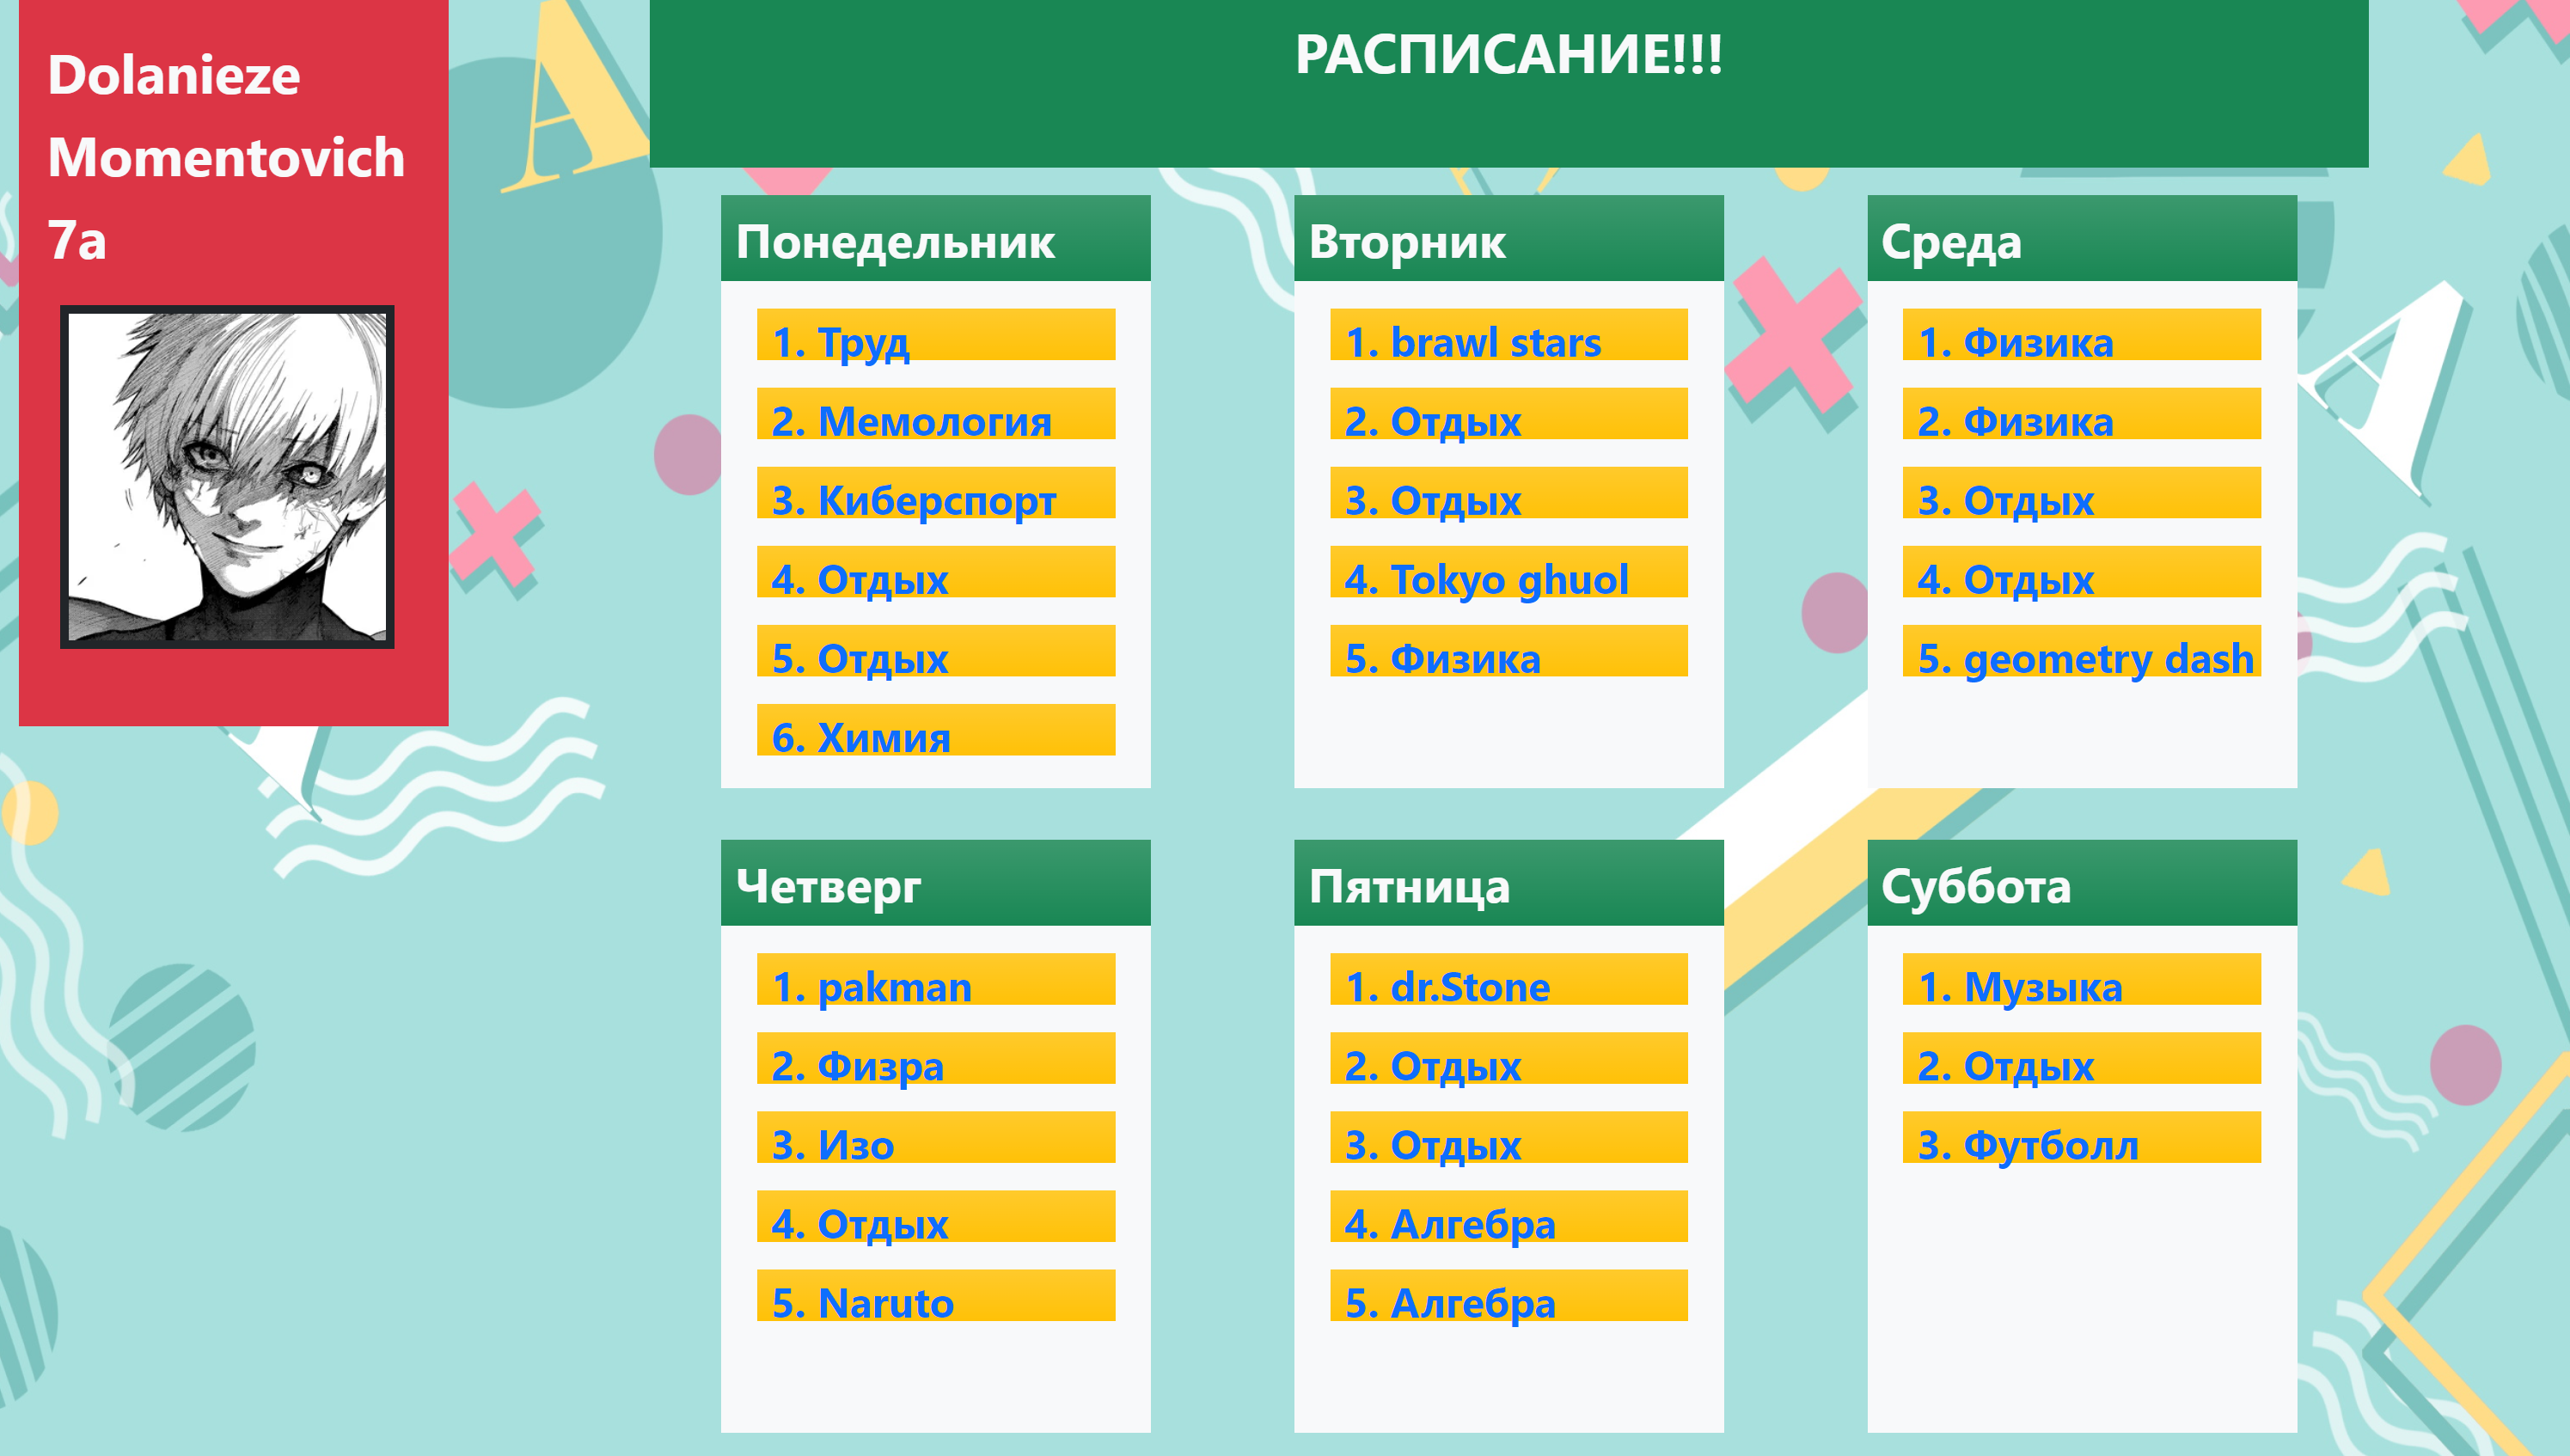 Dolanieze
Momentovich
7а
РАСПИСАНИЕ!!!
Понедельник
1. Труд
2. Мемология
3. Киберспорт
4. Отдых
5. Отдых
6. Химия
Вторник
1. brawl stars
2. Отдых
3. Отдых
4. Tokyo ghuol
5. Физика
Среда
1. Физика
2. Физика
3. Отдых
4. Отдых
5. geometry dash
Четверг
1. pakman
2. Физра
3. Изо
4. Отдых
5. Naruto
Пятница
1. dr.Stone
2. Отдых
3. Отдых
4. Алгебра
5. Алгебра
Суббота
1. Музыка
2. Отдых
3. Футболл